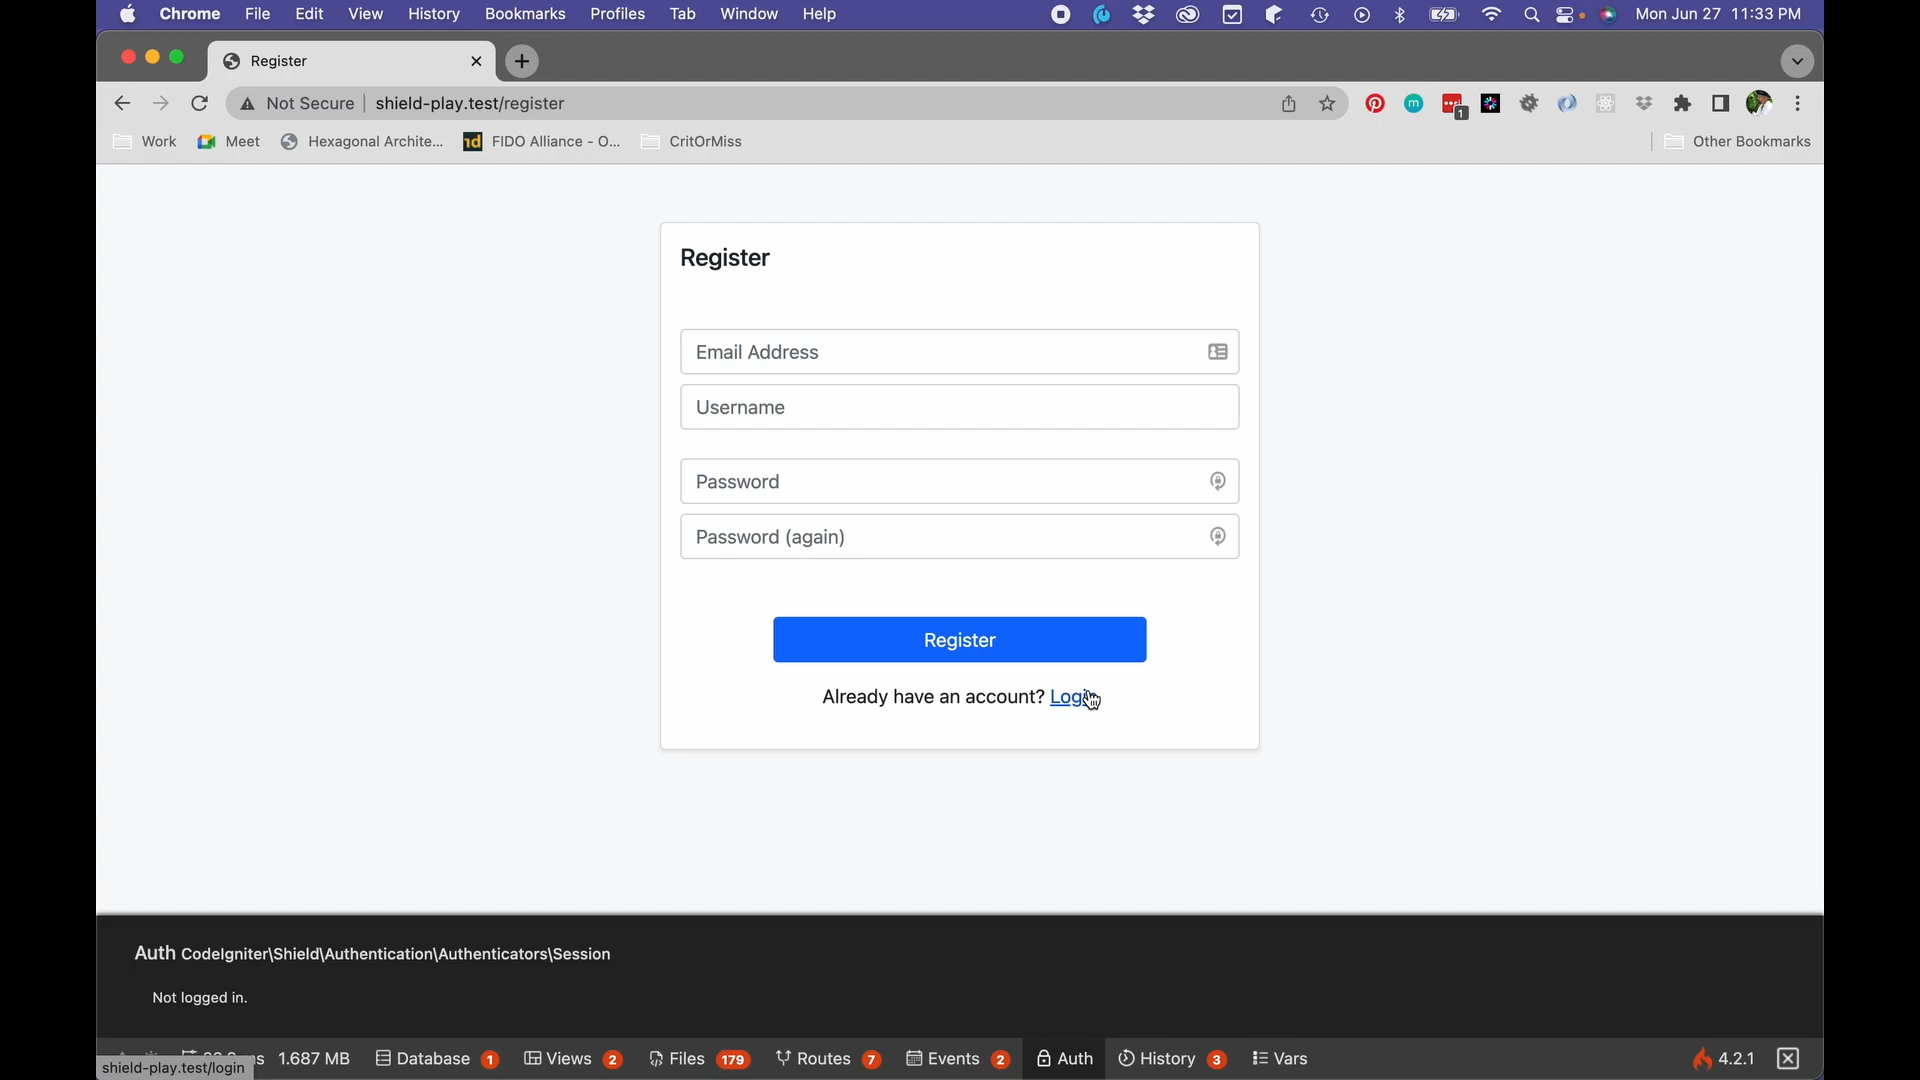 Chrome File Edit View History Bookmarks Profiles Tab Window Help Mon Jun 27 11:33 PM
Register
Not Secure shield-play.test/register 1
Work Meet Hexagonal Archite... FIDO Alliance - O... CritOrMiss Other Bookmarks
Register
Email Address
Username
Password
Password (again)
Register
Already have an account? Login
Auth CodeIgniter\Shield\Authentication\Authenticators\Session
Not logged in.
1.687 MB Database 1 Views 2 Files 179 Routes 7 Events 2 Auth History 3 Vars 4.2.1
shield-play.test/login